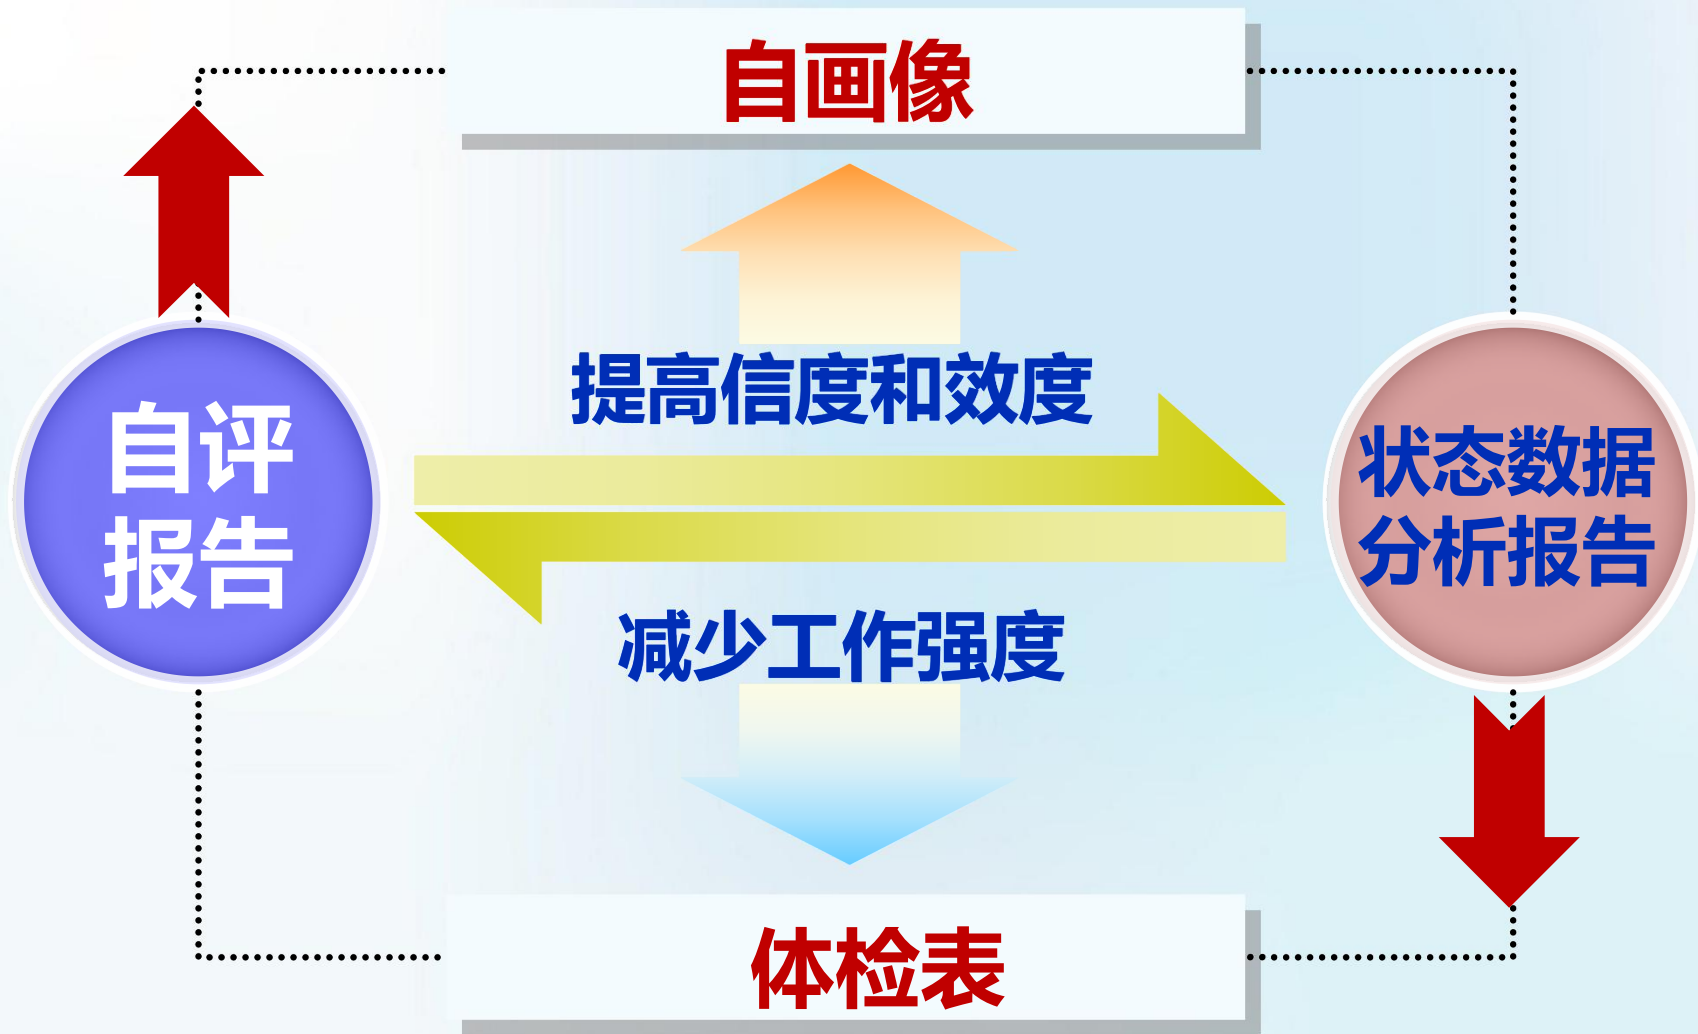 自画像
提高信度和效度
自评
报告
状态数据
分析报告
减少工作强度
体检表